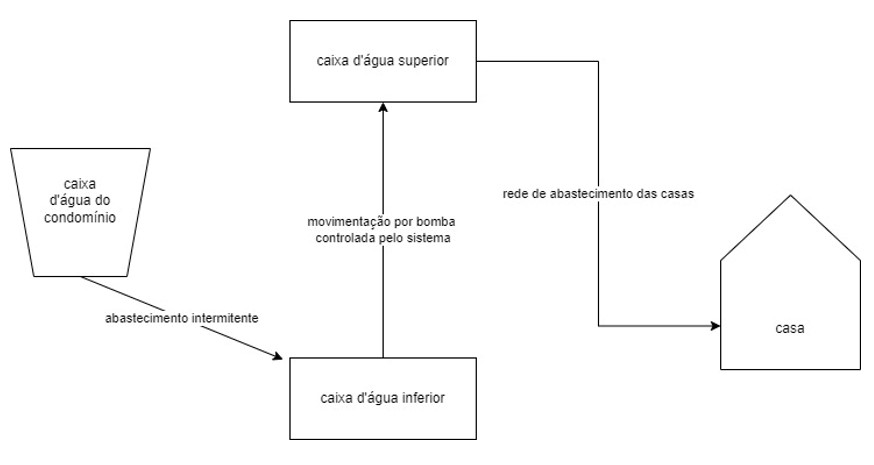 caixa d'água superior
caixa
d'água do
condomínio
rede de abastecimento das casas
movimentação por bomba
controlada pelo sistema
abastecimento intermitente
casa
caixa d'água inferior